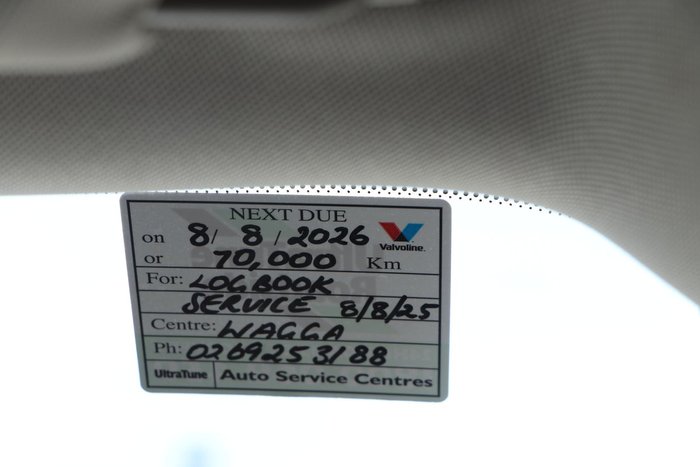 NEXT DUE
on 8/ 8 / 2026
Valvoline.
or 70,000 Km
For: LOGBOOK
SERVICE 8/8/25
Centre: WAGGA
Ph: 0269253188
UltraTune Auto Service Centres